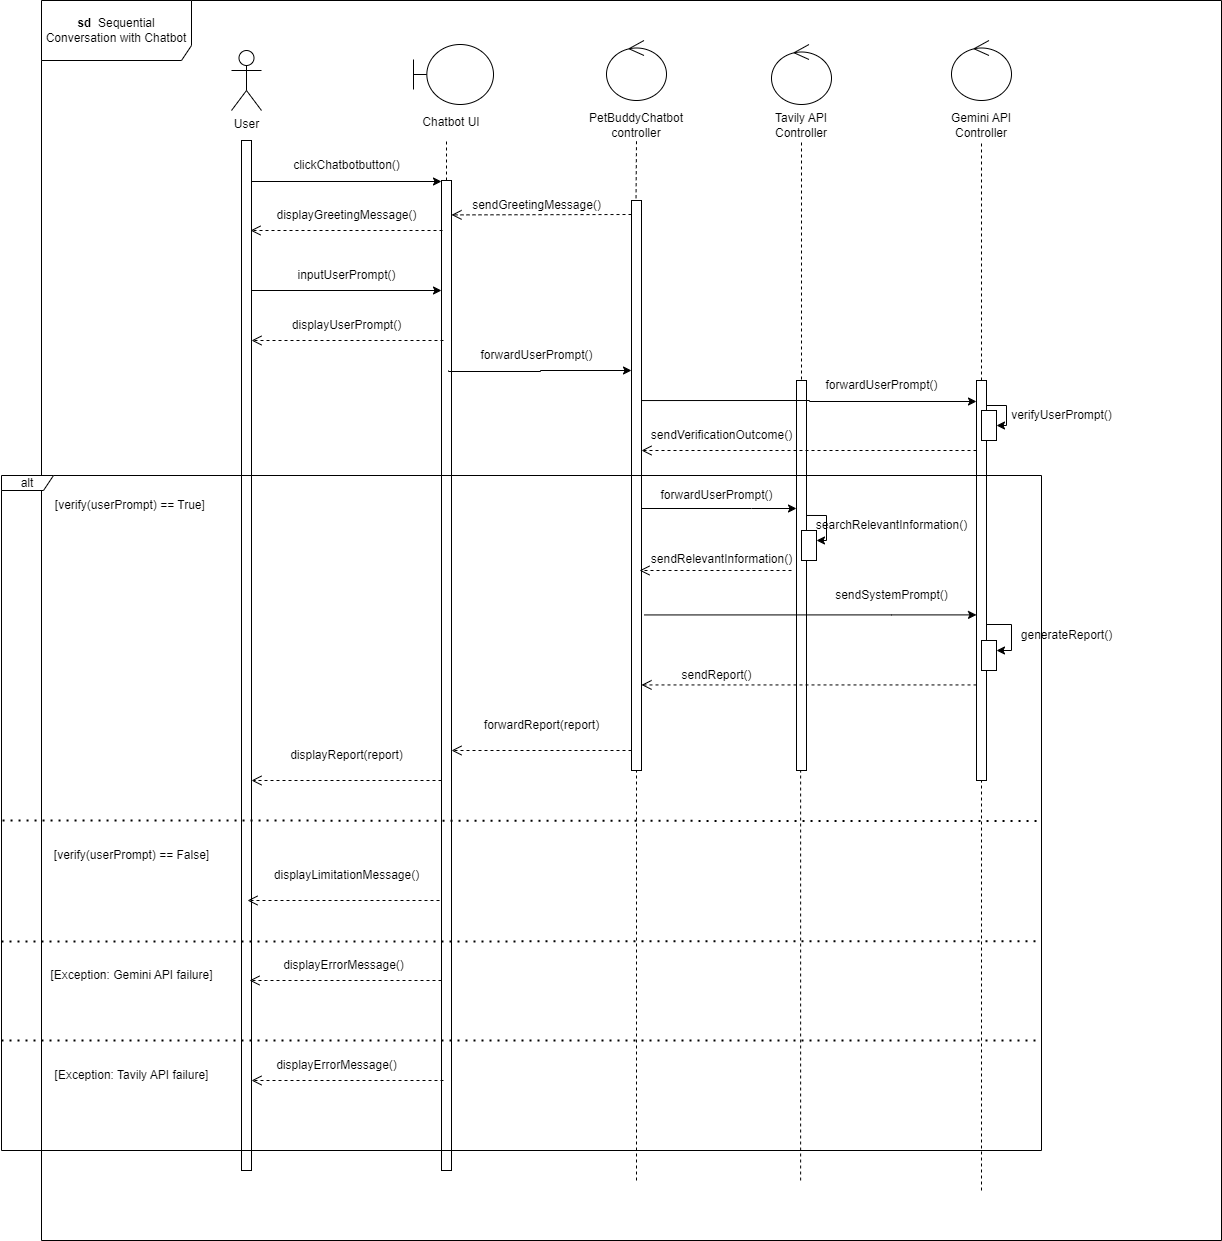 sd Sequential
Conversation with Chatbot
User
Chatbot UI
PetBuddyChatbot
controller
Tavily API
Controller
Gemini API
Controller
clickChatbotbutton()
sendGreetingMessage()
displayGreetingMessage()
inputUserPrompt()
displayUserPrompt()
forwardUserPrompt()
forwardUserPrompt()
verifyUserPrompt()
sendVerificationOutcome()
alt
[verify(userPrompt) == True]
forwardUserPrompt()
searchRelevantInformation()
sendRelevantInformation()
sendSystemPrompt()
generateReport()
sendReport()
forwardReport(report)
displayReport(report)
[verify(userPrompt) == False]
displayLimitationMessage()
[Exception: Gemini API failure]
displayErrorMessage()
[Exception: Tavily API failure]
displayErrorMessage()